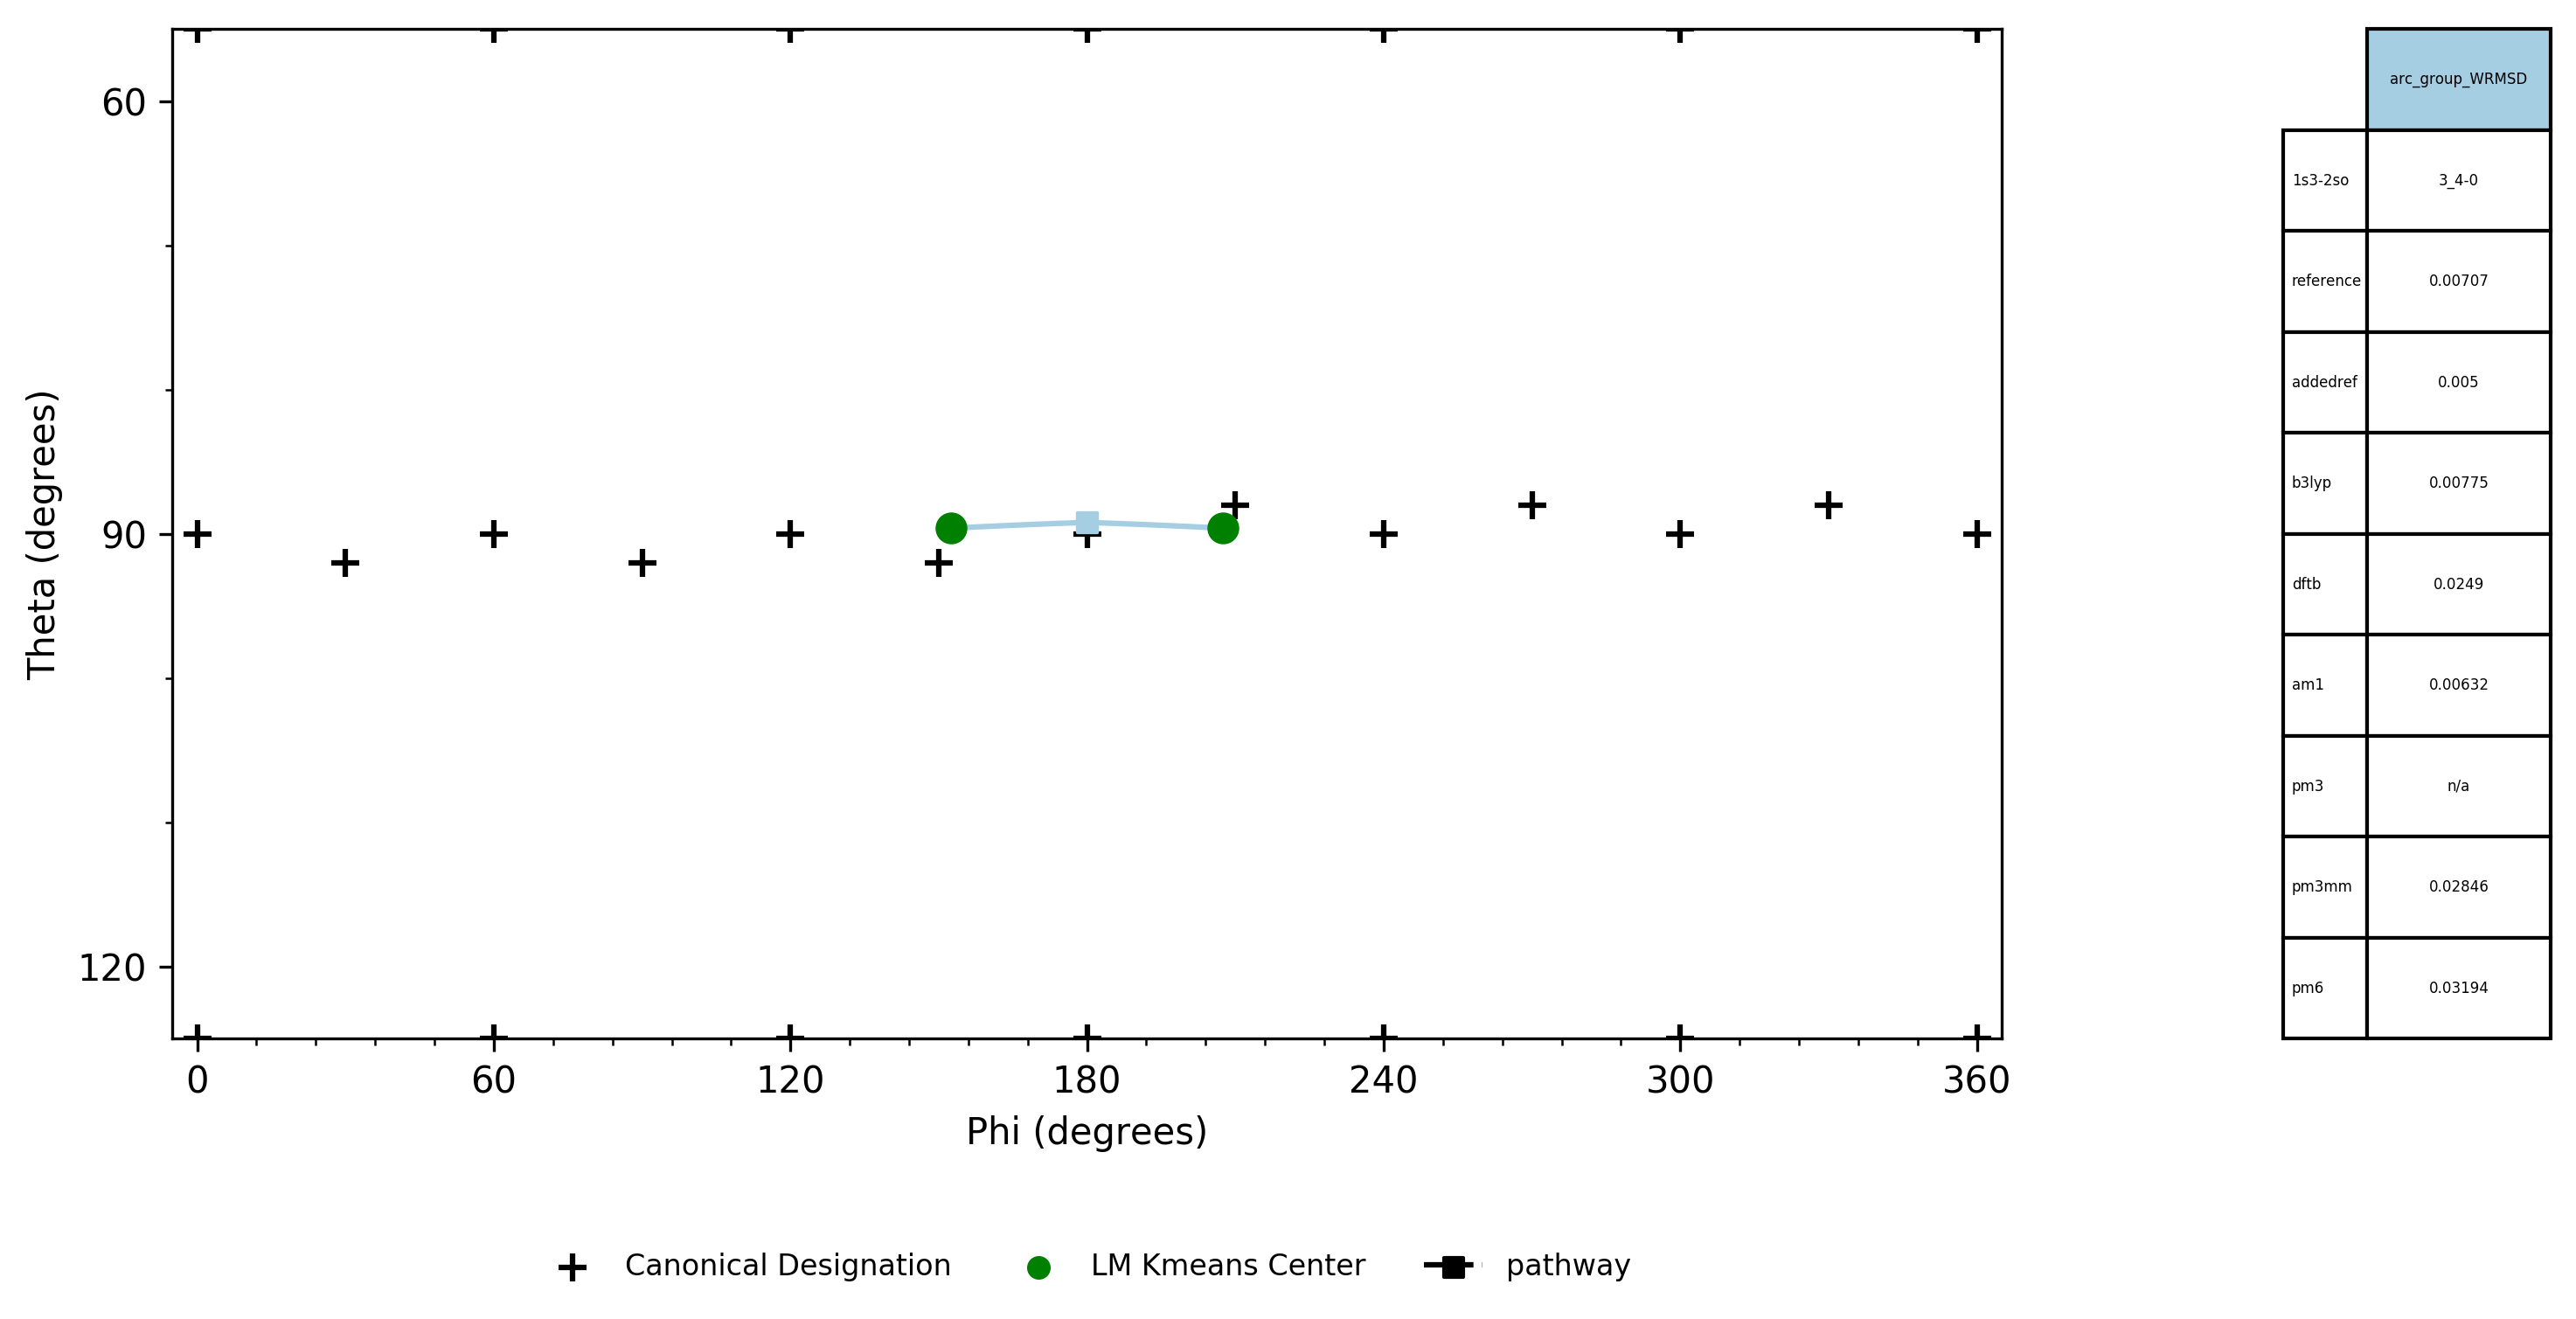 60
90
120
Theta (degrees)
0 60 120 180 240 300 360
Phi (degrees)
Canonical Designation LM Kmeans Center pathway
arc_group_WRMSD
1s3-2so 3_4-0
reference 0.00707
addedref 0.005
b3lyp 0.00775
dftb 0.0249
am1 0.00632
pm3 n/a
pm3mm 0.02846
pm6 0.03194